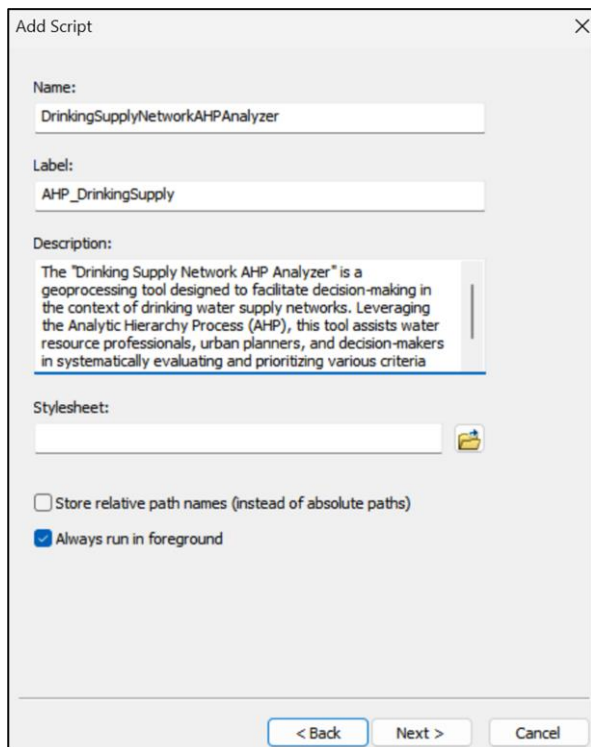 Add Script
Name:
DrinkingSupplyNetworkAHPAnalyzer
Label:
AHP_DrinkingSupply
Description:
The "Drinking Supply Network AHP Analyzer" is a
geoprocessing tool designed to facilitate decision-making in
the context of drinking water supply networks. Leveraging
the Analytic Hierarchy Process (AHP), this tool assists water
resource professionals, urban planners, and decision-makers
in systematically evaluating and prioritizing various criteria
Stylesheet:
Store relative path names (instead of absolute paths)
Always run in foreground
< Back Next > Cancel